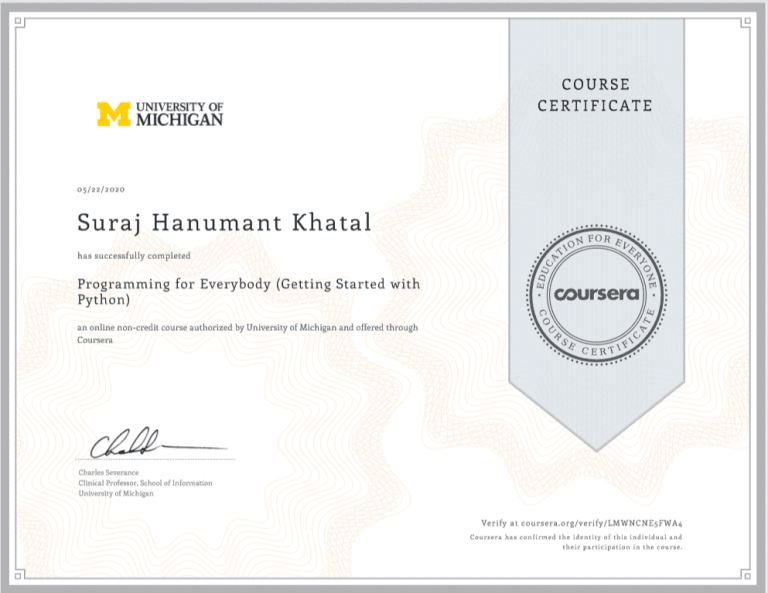 UNIVERSITY OF
MICHIGAN
COURSE
CERTIFICATE
05/22/2020
Suraj Hanumant Khatal
has successfully completed
Programming for Everybody (Getting Started with
Python)
an online non-credit course authorized by University of Michigan and offered through
Coursera
EDUCATION FOR EVERYONE
coursera
COURSE CERTIFICATE
Charles Severance
Clinical Professor, School of Information
University of Michigan
Verify at coursera.org/verify/LMWNCNE5FWA4
Coursera has confirmed the identity of this individual and
their participation in the course.